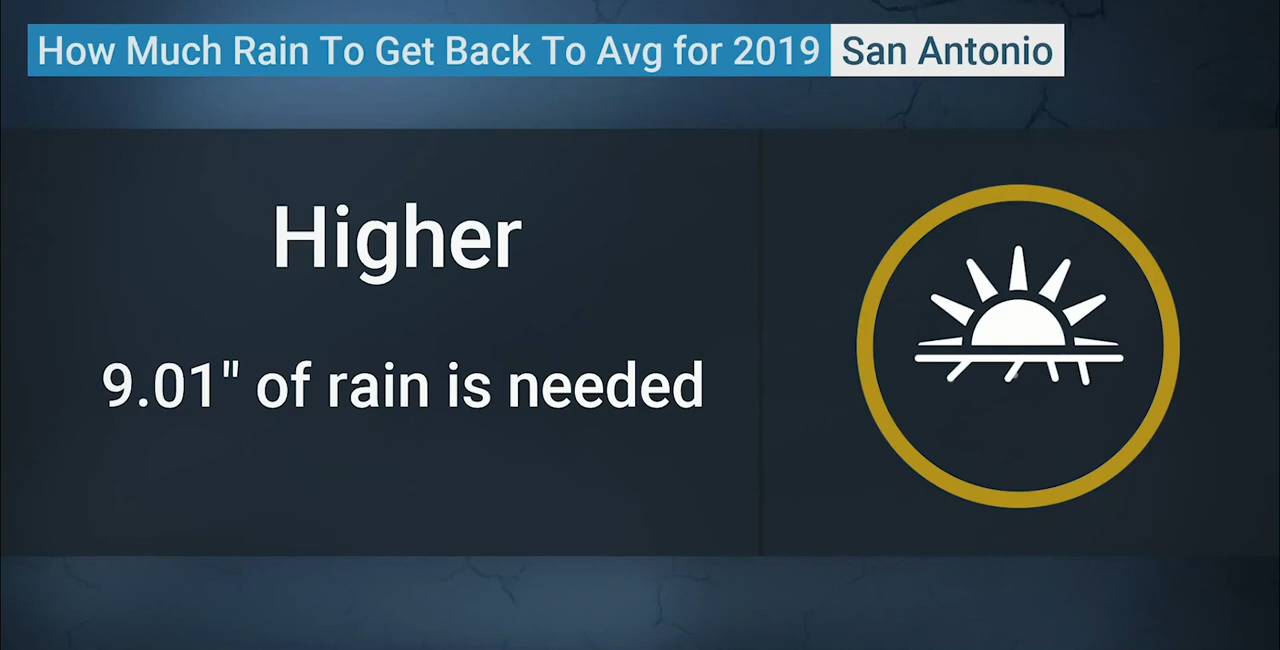 How Much Rain To Get Back To Avg for 2019 San Antonio
Higher
9.01" of rain is needed